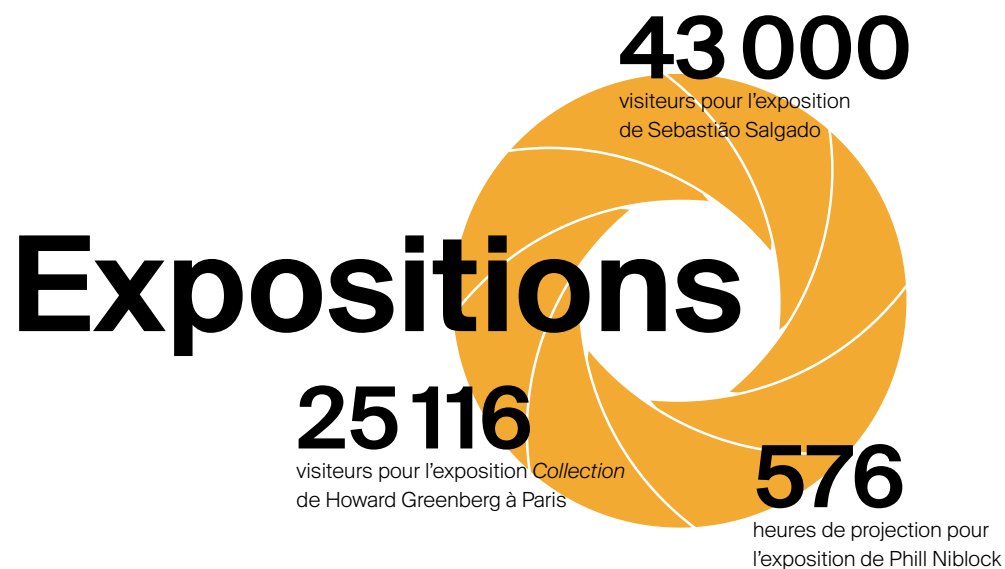 43 000
visiteurs pour l’exposition
de Sebastião Salgado
Expositions
25 116
visiteurs pour l’exposition Collection
de Howard Greenberg à Paris
576
heures de projection pour
l’exposition de Phill Niblock